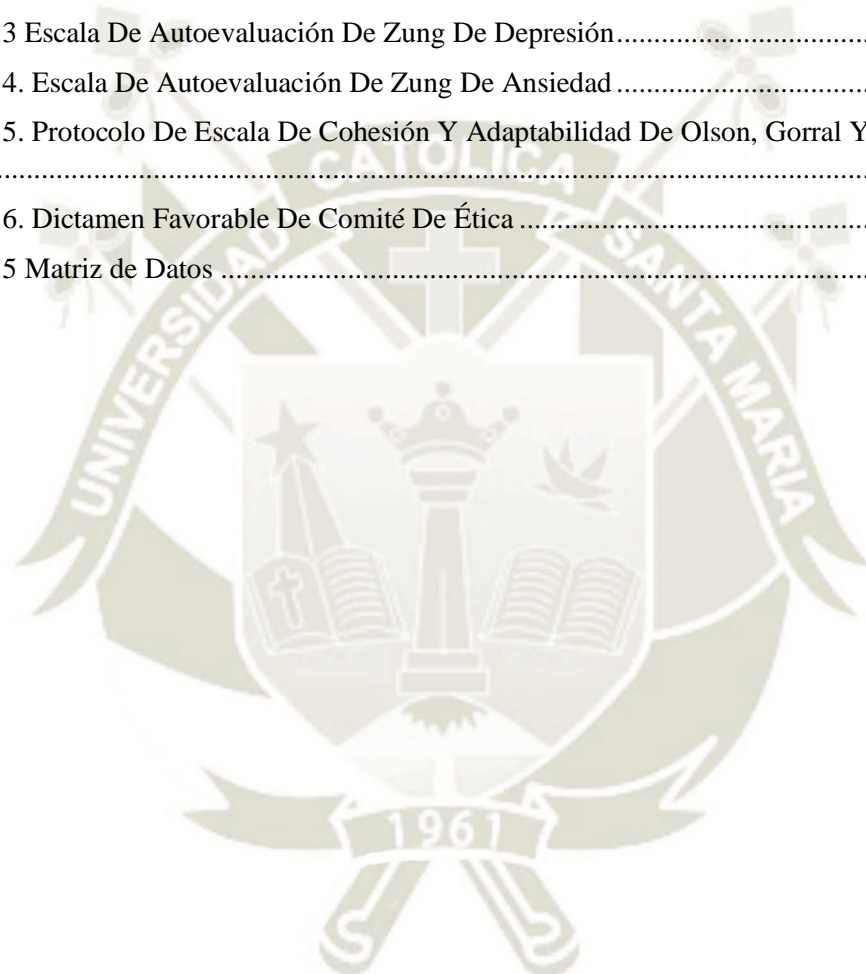 3 Escala De Autoevaluación De Zung De Depresión................................
4. Escala De Autoevaluación De Zung De Ansiedad................................
5. Protocolo De Escala De Cohesión Y Adaptabilidad De Olson, Gorral Y
................................................................................
6. Dictamen Favorable De Comité De Ética........................................
5 Matriz de Datos................................................................
UNIVERSIDAD CATOLICA SANTA MARIA
1961